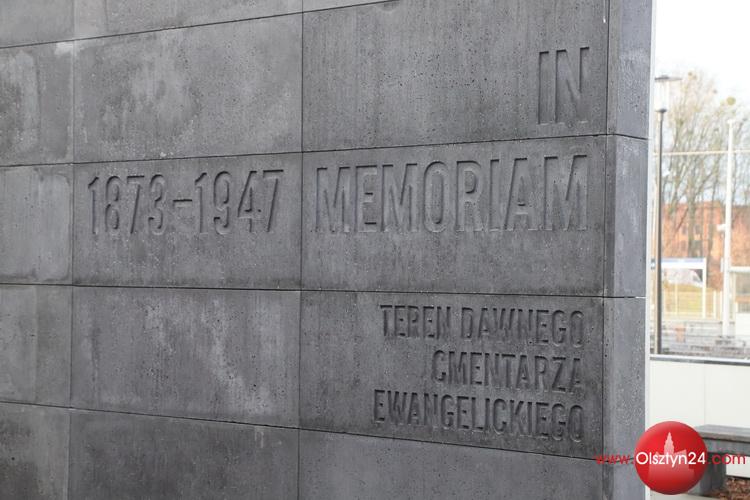 IN
1873-1947 MEMORIAM
TEREN DAWNEGO
CMENTARZA
EWANGELICKIEGO
www.Olsztyn24.com